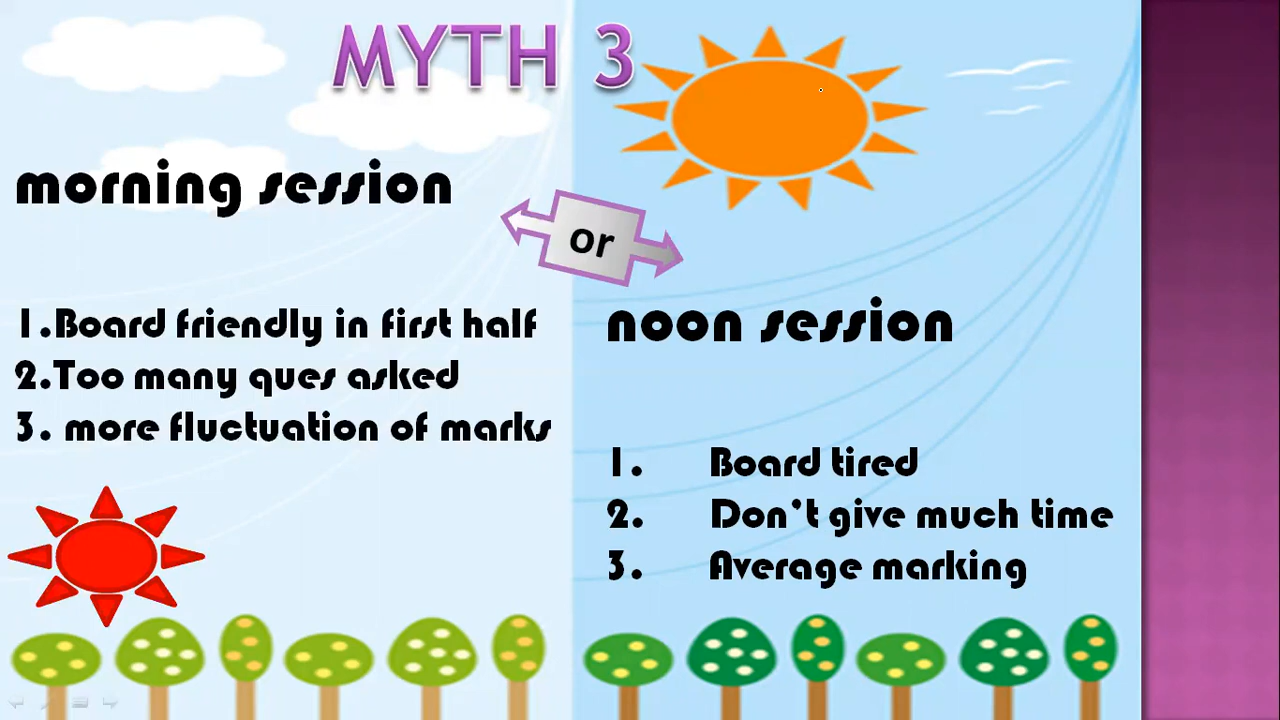 MYTH 3
morning session
or
noon session
1.Board friendly in first half
2.Too many ques asked
3. more fluctuation of marks
1. Board tired
2. Don't give much time
3. Average marking